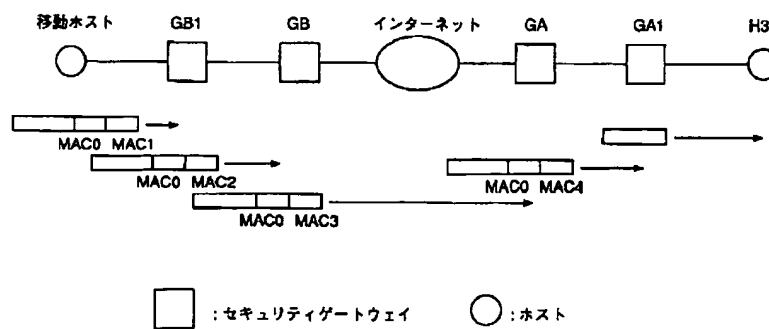 移動ホスト GB1 GB インターネット GA GA1 H3
MAC0 MAC1
MAC0 MAC2
MAC0 MAC4
MAC0 MAC3
:セキュリティゲートウェイ :ホスト